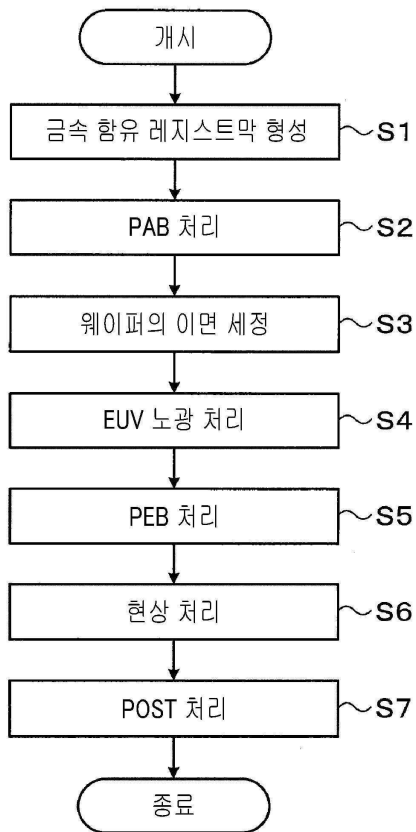 개시
금속 함유 레지스트막 형성 S1
PAB 처리 S2
웨이퍼의 이면 세정 S3
EUV 노광 처리 S4
PEB 처리 S5
현상 처리 S6
POST 처리 S7
종료